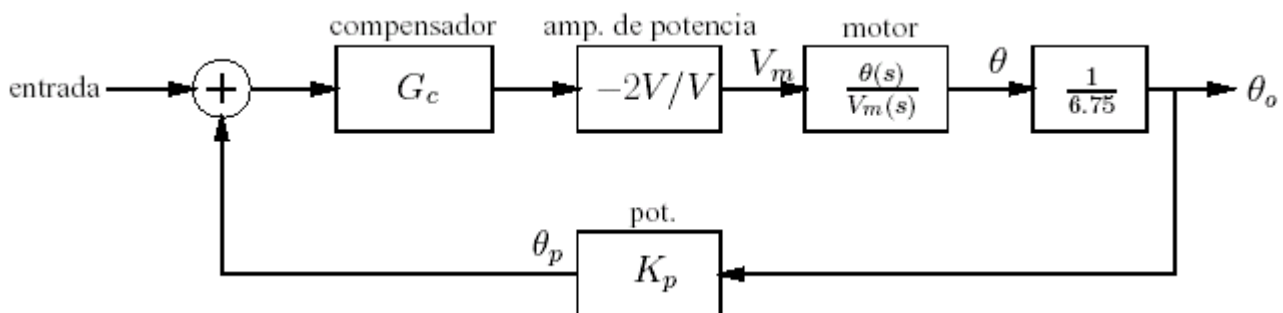 compensador
amp. de potencia
motor
entrada
+
G_c
−2V/V
V_m
θ(s)
V_m(s)
θ
1
6.75
θ_o
pot.
θ_p
K_p